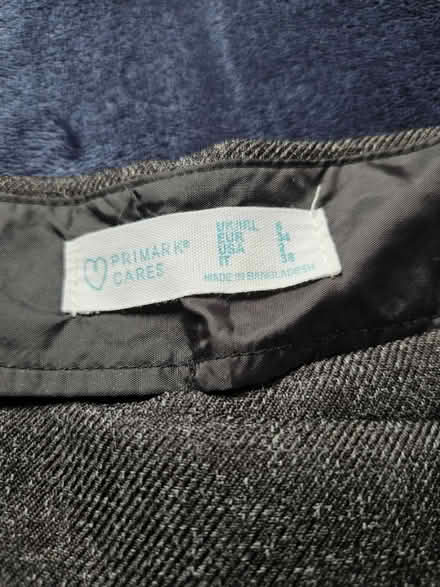 PRIMARK®
CARES
UK/IRL 6
EUR 34
USA 2
IT 38
MADE IN BANGLADESH